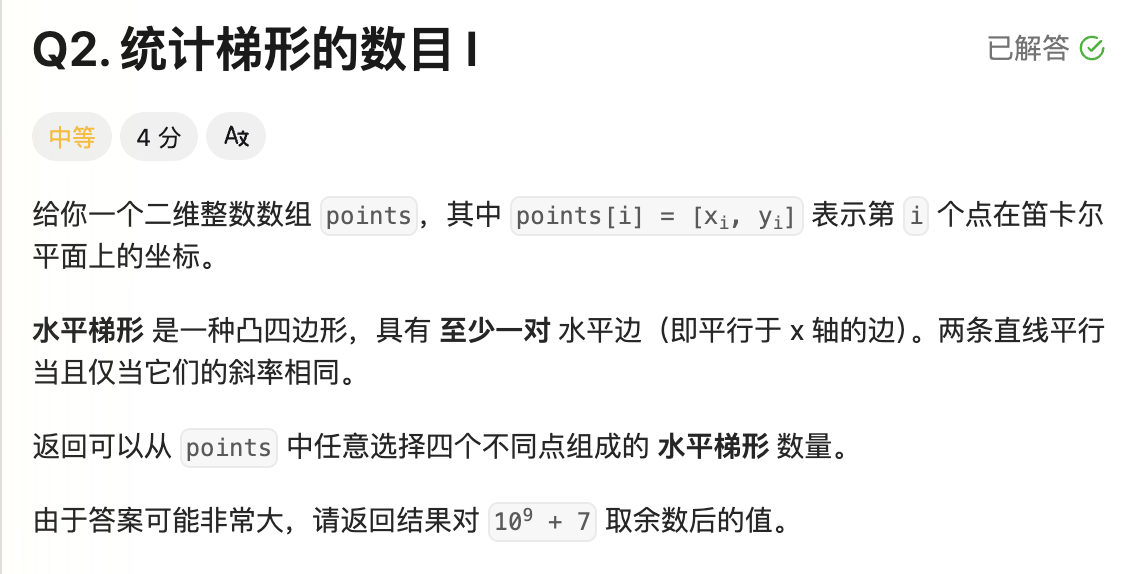 Q2. 统计梯形的数目 I
已解答
中等
4 分
给你一个二维整数数组 points，其中 points[i] = [xᵢ, yᵢ] 表示第 i 个点在笛卡尔
平面上的坐标。
水平梯形 是一种凸四边形，具有 至少一对 水平边（即平行于 x 轴的边）。两条直线平行
当且仅当它们的斜率相同。
返回可以从 points 中任意选择四个不同点组成的 水平梯形 数量。
由于答案可能非常大，请返回结果对 10⁹ + 7 取余数后的值。